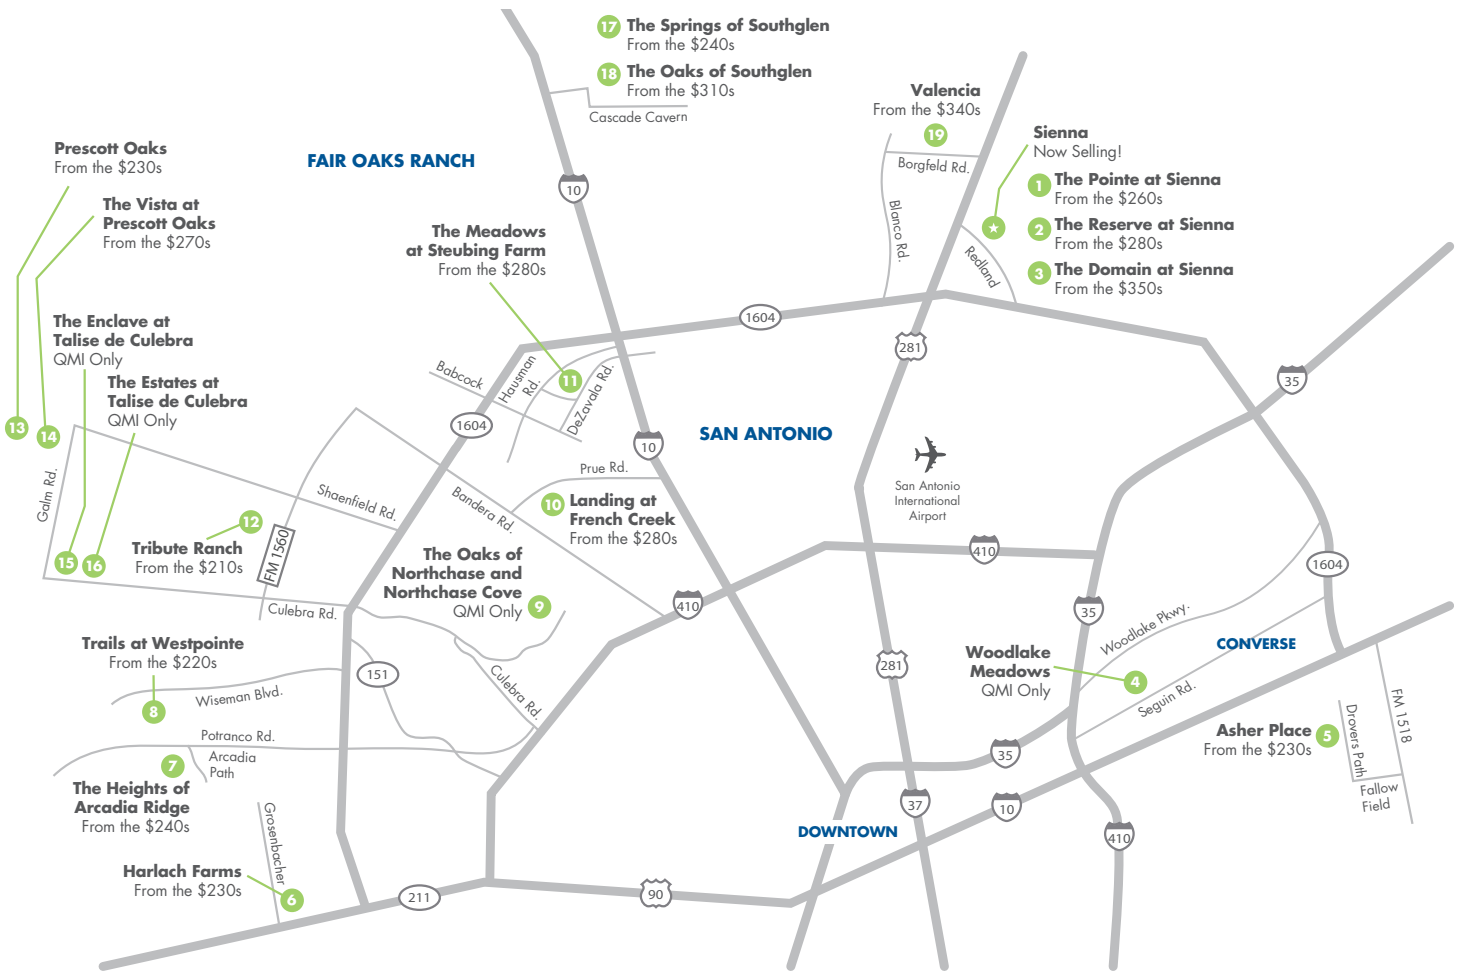 17 The Springs of Southglen
From the $240s
18 The Oaks of Southglen
From the $310s
Cascade Cavern
Valencia
From the $340s
19
Borgfeld Rd.
Blanco Rd.
Sienna
Now Selling!
1 The Pointe at Sienna
From the $260s
2 The Reserve at Sienna
From the $280s
3 The Domain at Sienna
From the $350s
Redland
Prescott Oaks
From the $230s
FAIR OAKS RANCH
10
The Vista at
Prescott Oaks
From the $270s
The Meadows
at Steubing Farm
From the $280s
1604
281
35
The Enclave at
Talise de Culebra
QMI Only
The Estates at
Talise de Culebra
QMI Only
Babcock
Hausman
Rd.
11
DeZavala Rd.
13
14
1604
10
SAN ANTONIO
San Antonio
International
Airport
Galm Rd.
Shaenfield Rd.
Bandera Rd.
Prue Rd.
10 Landing at
French Creek
From the $280s
12
Tribute Ranch
From the $210s
FM 1560
15
16
410
1604
The Oaks of
Northchase and
Northchase Cove
QMI Only
9
410
35
Culebra Rd.
Woodlake Pkwy.
CONVERSE
Trails at Westpointe
From the $220s
8
Wiseman Blvd.
151
Culebra Rd.
281
Woodlake
Meadows
QMI Only
4
Seguin Rd.
FM 1518
Potranco Rd.
Arcadia
Path
7
The Heights of
Arcadia Ridge
From the $240s
35
Asher Place
From the $230s
5
Drovers Path
Fallow
Field
Grosenbacher
37
10
410
DOWNTOWN
Harlach Farms
From the $230s
6
211
90